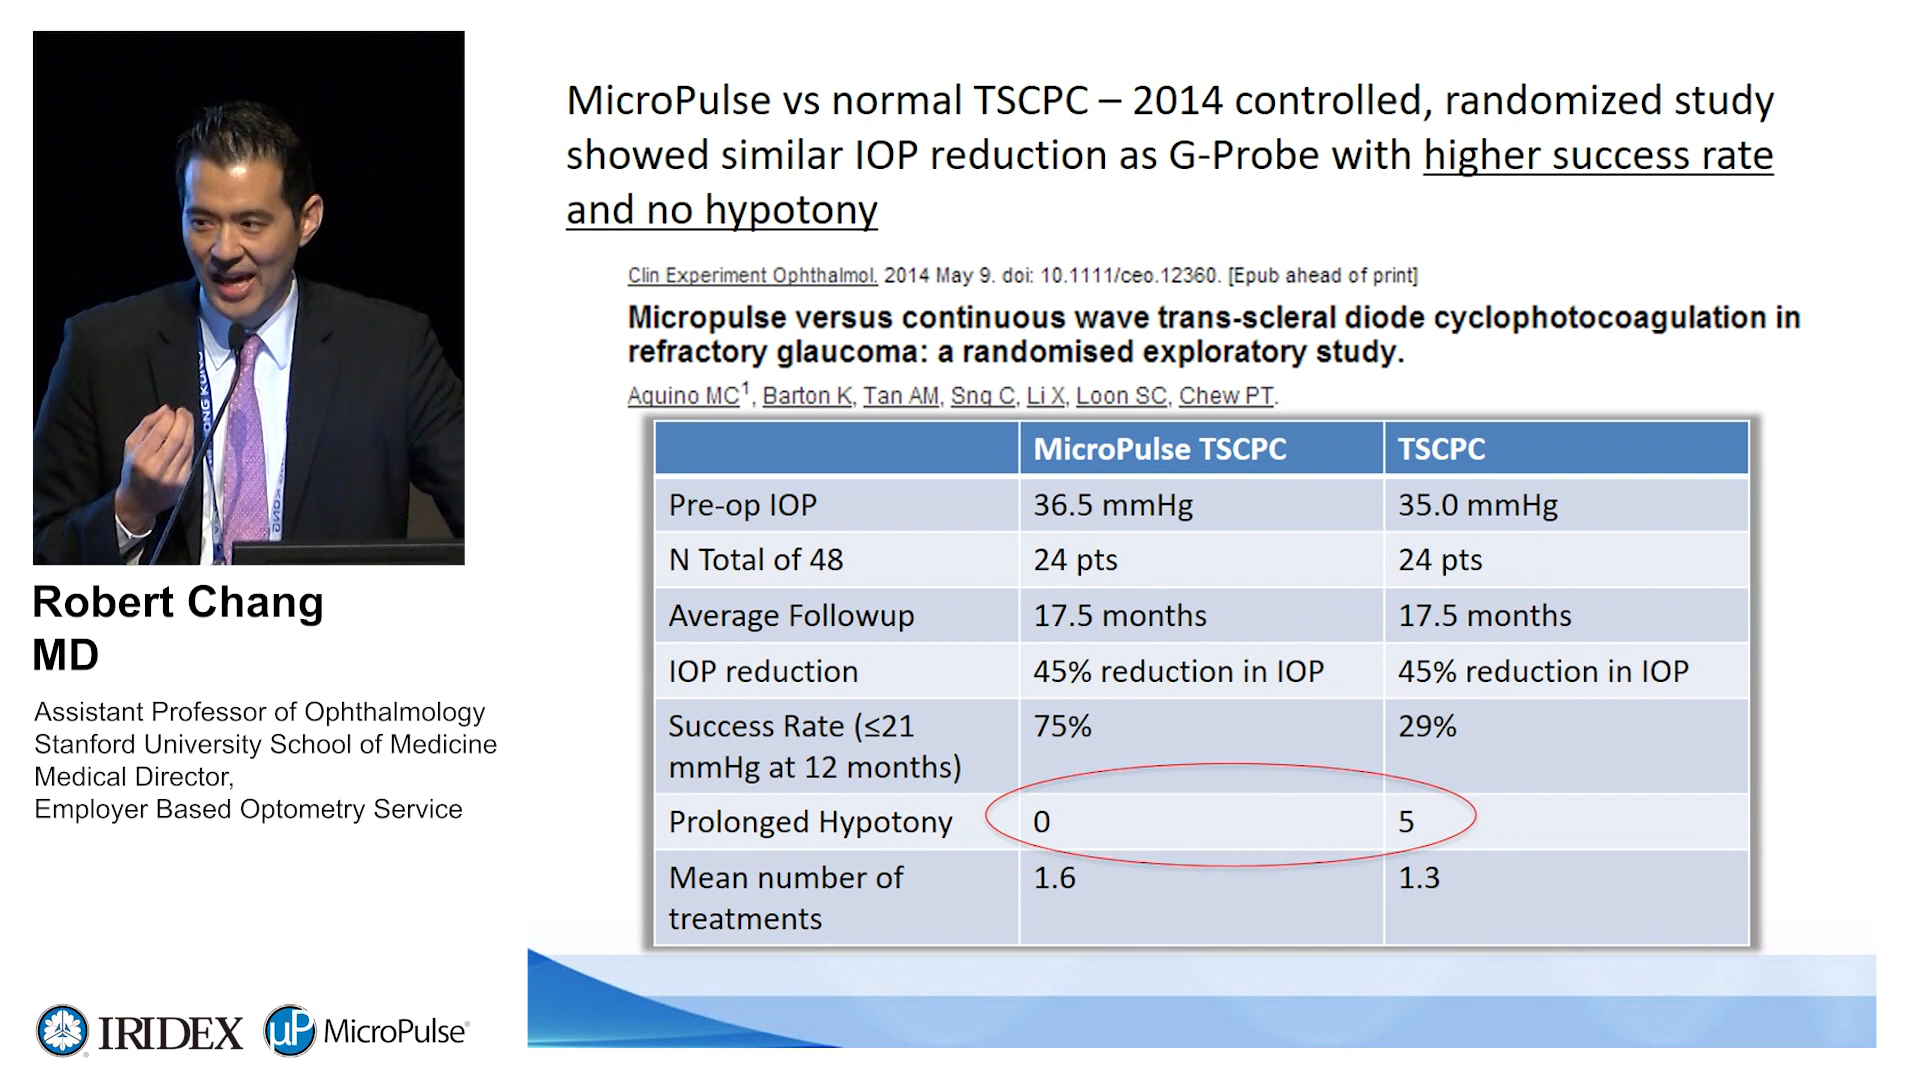 MicroPulse vs normal TSCPC – 2014 controlled, randomized study
showed similar IOP reduction as G-Probe with higher success rate
and no hypotony
Clin Experiment Ophthalmol. 2014 May 9. doi: 10.1111/ceo.12360. [Epub ahead of print]
Micropulse versus continuous wave trans-scleral diode cyclophotocoagulation in
refractory glaucoma: a randomised exploratory study.
Aquino MC1, Barton K, Tan AM, Sng C, Li X, Loon SC, Chew PT.
MicroPulse TSCPC TSCPC
Pre-op IOP 36.5 mmHg 35.0 mmHg
N Total of 48 24 pts 24 pts
Average Followup 17.5 months 17.5 months
IOP reduction 45% reduction in IOP 45% reduction in IOP
Success Rate (≤21 75% 29%
mmHg at 12 months)
Prolonged Hypotony 0 5
Mean number of 1.6 1.3
treatments
Robert Chang
MD
Assistant Professor of Ophthalmology
Stanford University School of Medicine
Medical Director,
Employer Based Optometry Service
IRIDEX
µP MicroPulse®